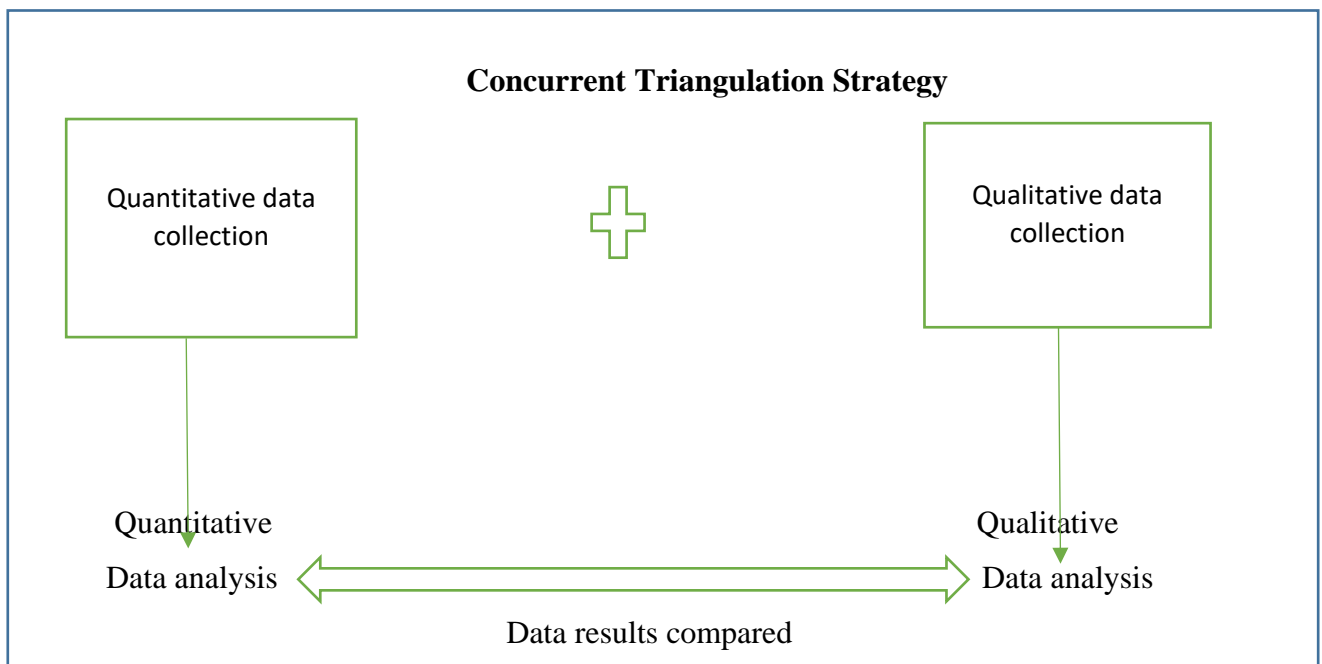 Concurrent Triangulation Strategy
Quantitative data
collection
Qualitative data
collection
Quantitative
Data analysis
Qualitative
Data analysis
Data results compared